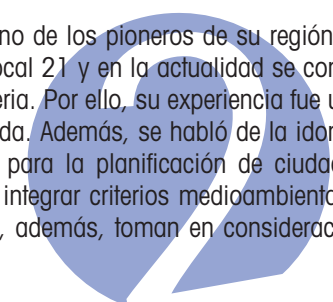 no de los pioneros de su región
ocal 21 y en la actualidad se con
eria. Por ello, su experiencia fue u
da. Además, se habló de la idon
para la planificación de ciudad
integrar criterios medioambiento
, además, toman en considerac
2